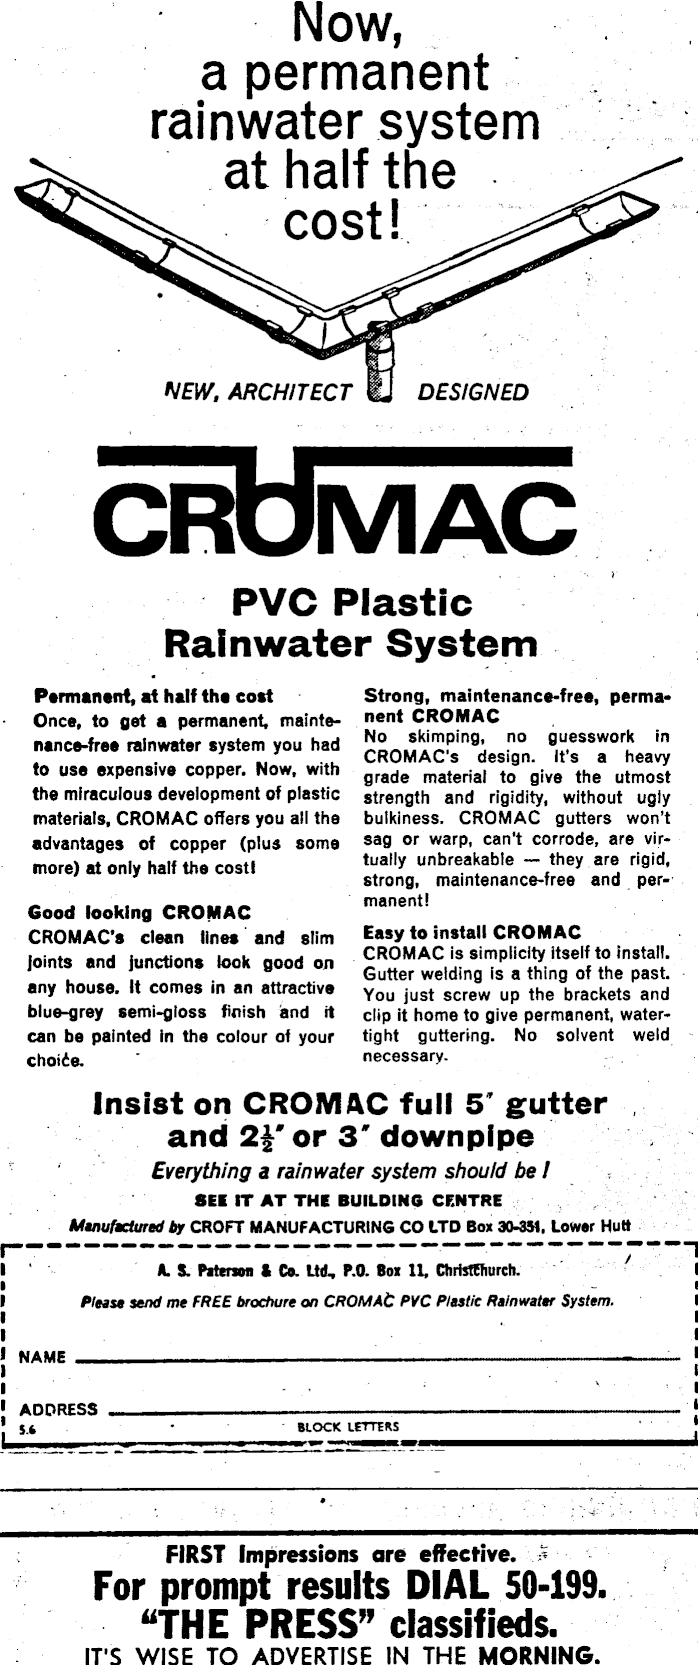 Now,
a permanent
rainwater system
at half the
cost!
NEW, ARCHITECT DESIGNED
CROMAC
PVC Plastic
Rainwater System
Permanent, at half the cost
Once, to get a permanent, mainte-
nance-free rainwater system you had
to use expensive copper. Now, with
the miraculous development of plastic
materials, CROMAC offers you all the
advantages of copper (plus some
more) at only half the cost!
Good looking CROMAC
CROMAC's clean lines and slim
joints and junctions look good on
any house. It comes in an attractive
blue-grey semi-gloss finish and it
can be painted in the colour of your
choice.
Strong, maintenance-free, perma-
nent CROMAC
No skimping, no guesswork in
CROMAC's design. It's a heavy
grade material to give the utmost
strength and rigidity, without ugly
bulkiness. CROMAC gutters won't
sag or warp, can't corrode, are vir-
tually unbreakable — they are rigid,
strong, maintenance-free and per-
manent!
Easy to install CROMAC
CROMAC is simplicity itself to install.
Gutter welding is a thing of the past.
You just screw up the brackets and
clip it home to give permanent, water-
tight guttering. No solvent weld
necessary.
Insist on CROMAC full 5″ gutter
and 2½″ or 3″ downpipe
Everything a rainwater system should be!
SEE IT AT THE BUILDING CENTRE
Manufactured by CROFT MANUFACTURING CO LTD Box 30-351, Lower Hutt
A. S. Paterson & Co. Ltd., P.O. Box 11, Christchurch.
Please send me FREE brochure on CROMAC PVC Plastic Rainwater System.
NAME
ADDRESS
5.6 BLOCK LETTERS
FIRST Impressions are effective.
For prompt results DIAL 50-199.
"THE PRESS" classifieds.
IT'S WISE TO ADVERTISE IN THE MORNING.